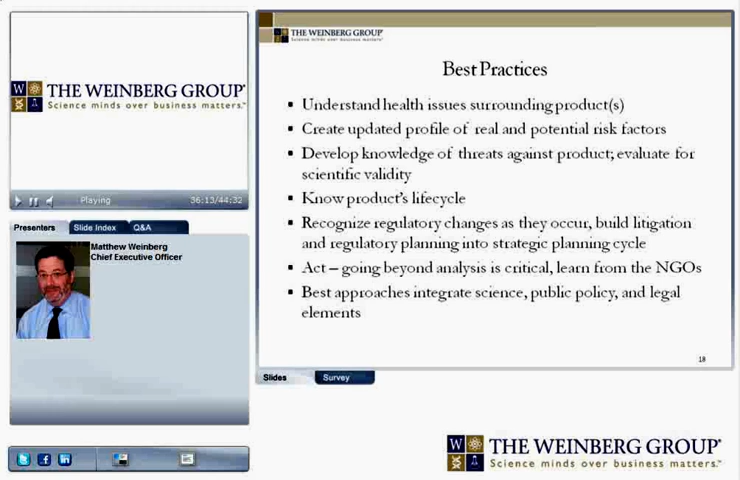 W THE WEINBERG GROUP
Science minds over business matters.™
Playing 36:13/44:32
Presenters Slide Index Q&A
Matthew Weinberg
Chief Executive Officer
THE WEINBERG GROUP
Science minds over business matters.™
Best Practices
▪ Understand health issues surrounding product(s)
▪ Create updated profile of real and potential risk factors
▪ Develop knowledge of threats against product; evaluate for
scientific validity
▪ Know product's lifecycle
▪ Recognize regulatory changes as they occur, build litigation
and regulatory planning into strategic planning cycle
▪ Act – going beyond analysis is critical, learn from the NGOs
▪ Best approaches integrate science, public policy, and legal
elements
18
Slides Survey
W THE WEINBERG GROUP
Science minds over business matters.™